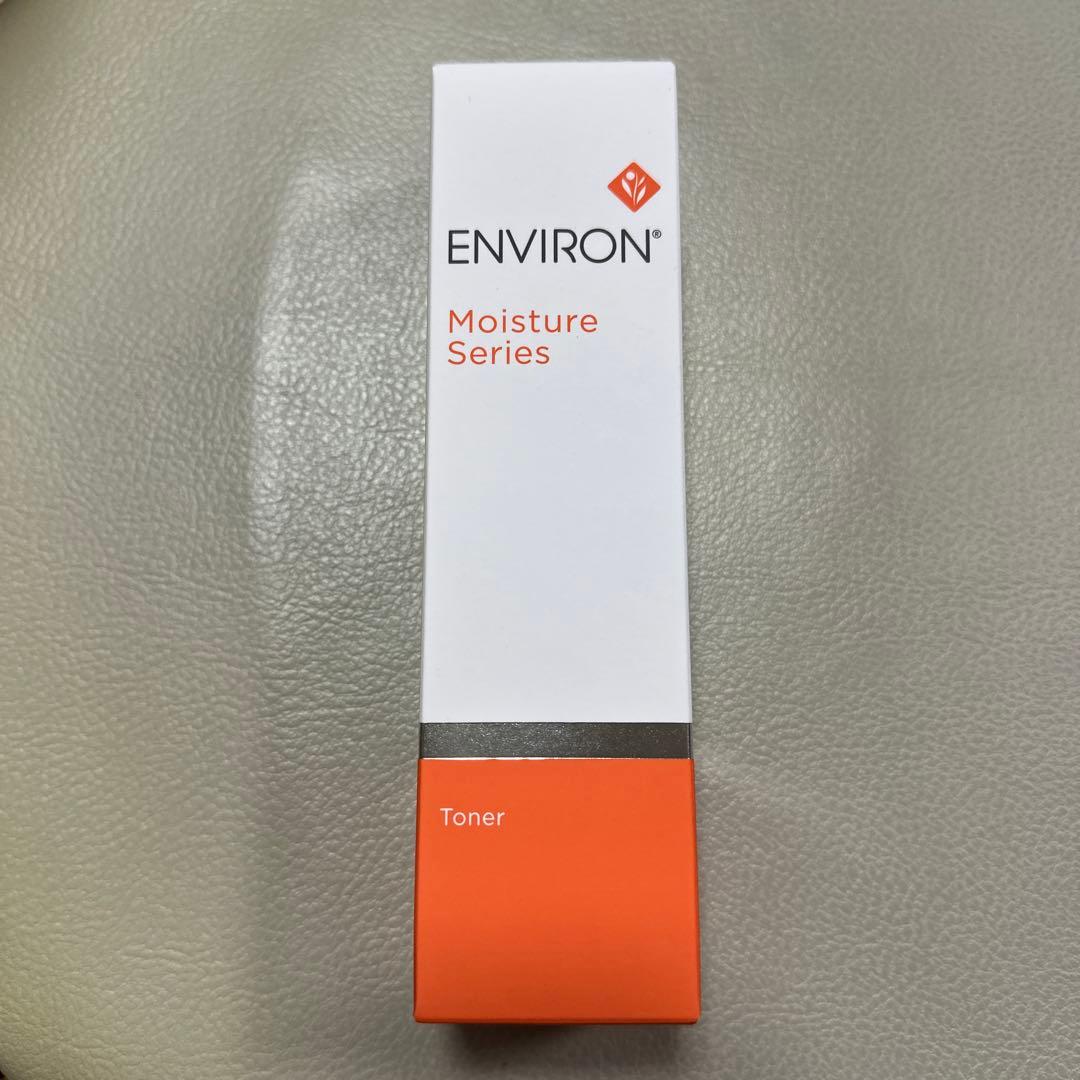 ENVIRON®
Moisture
Series
Toner